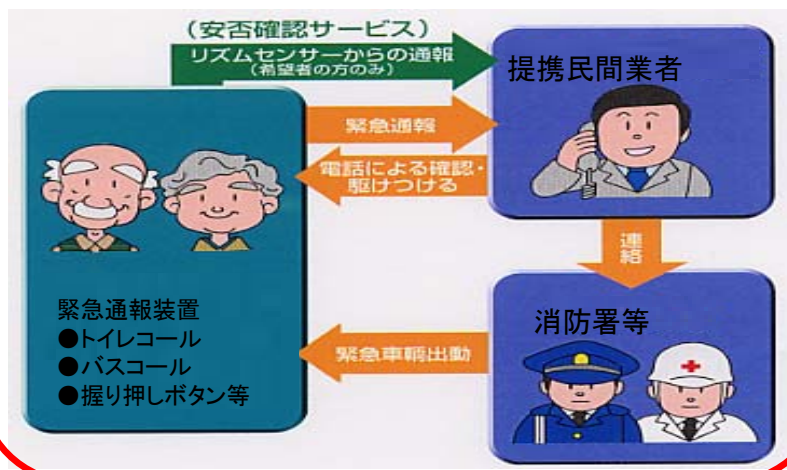 (安否確認サービス)
リズムセンサーからの通報
(希望者の方のみ)
提携民間業者
緊急通報
電話による確認・
駆けつける
連絡
緊急通報装置
●トイレコール
●バスコール
●握り押しボタン等
消防署等
緊急車輌出動